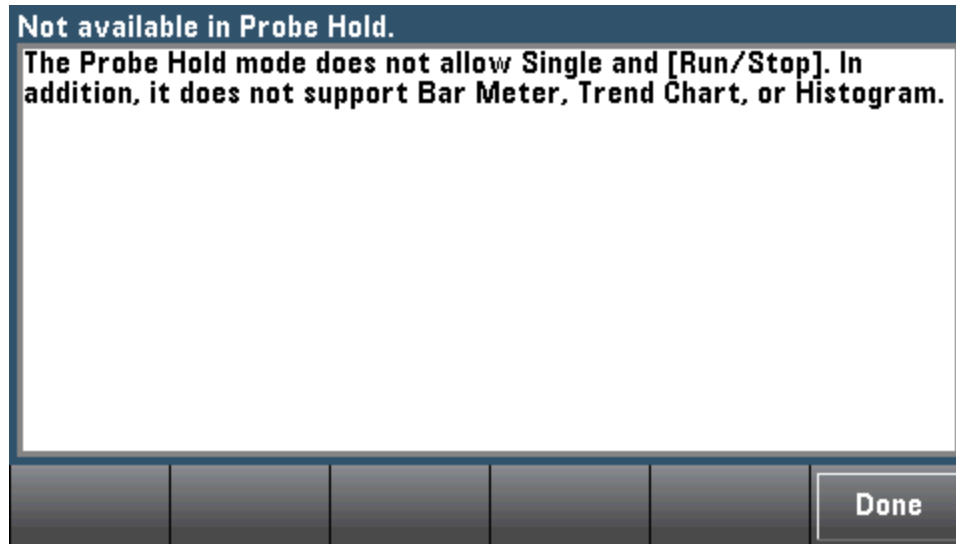 Not available in Probe Hold.
The Probe Hold mode does not allow Single and [Run/Stop]. In
addition, it does not support Bar Meter, Trend Chart, or Histogram.
Done